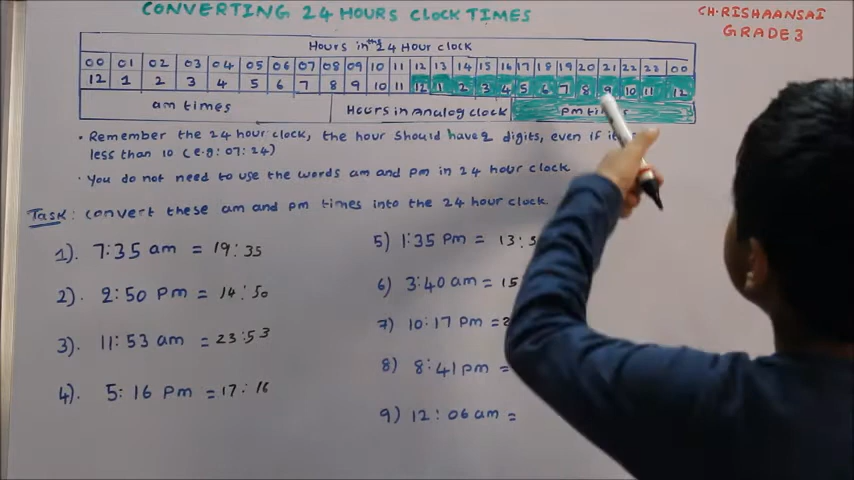 CONVERTING 24 HOURS CLOCK TIMES
CH-RISHAANSAI
GRADE 3
Hours in the 24 Hour clock
00 01 02 03 04 05 06 07 08 09 10 11 12 13 14 15 16 17 18 19 20 21 22 23 00
12 1 2 3 4 5 6 7 8 9 10 11 12 1 2 3 4 5 6 7 8 9 10 11 12
am times Hours in Analog clock pm
• Remember the 24 hour clock, the hour should have 2 digits, even if
less than 10 (e.g: 07:24)
• You do not need to use the words am and pm in 24 hour clock.
Task: convert these am and pm times into the 24 hour clock.
1). 7:35 am = 19:35
2). 2:50 pm = 14:50
3). 11:53 am = 23:53
4). 5:16 pm = 17:16
5) 1:35 pm = 13:
6) 3:40 am =
7) 10:17 pm =
8) 8:41 pm =
9) 12:06 am =